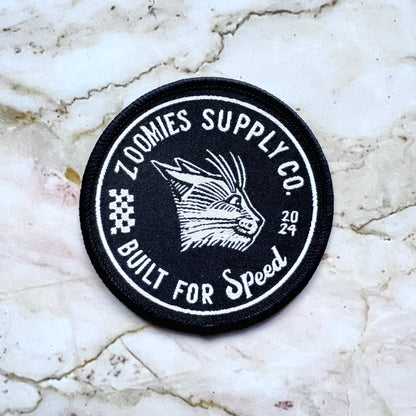 ZOOMIES SUPPLY CO.
20
24
BUILT FOR Speed